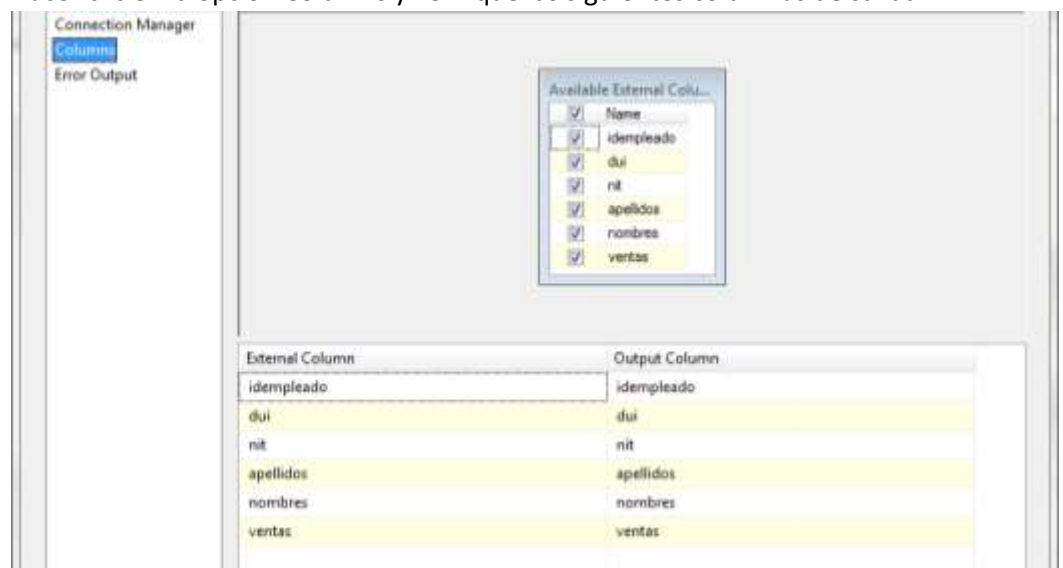 Connection Manager
Columns
Error Output
Available External Colu...
Name
idempleado
dui
nit
apellidos
nombres
ventas
External Column Output Column
idempleado idempleado
dui dui
nit nit
apellidos apellidos
nombres nombres
ventas ventas